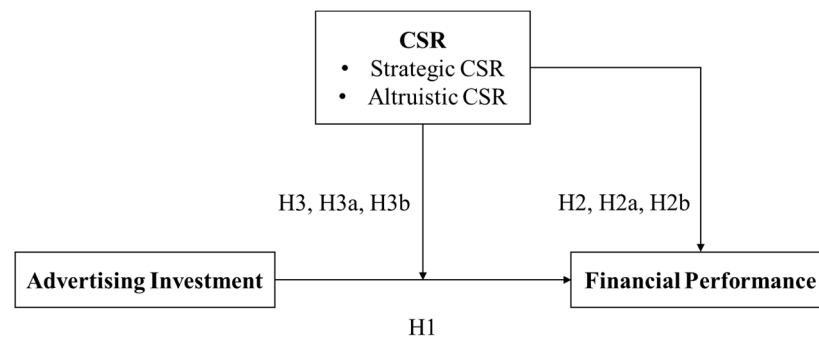 CSR
• Strategic CSR
• Altruistic CSR
H3, H3a, H3b
H2, H2a, H2b
Advertising Investment
Financial Performance
H1